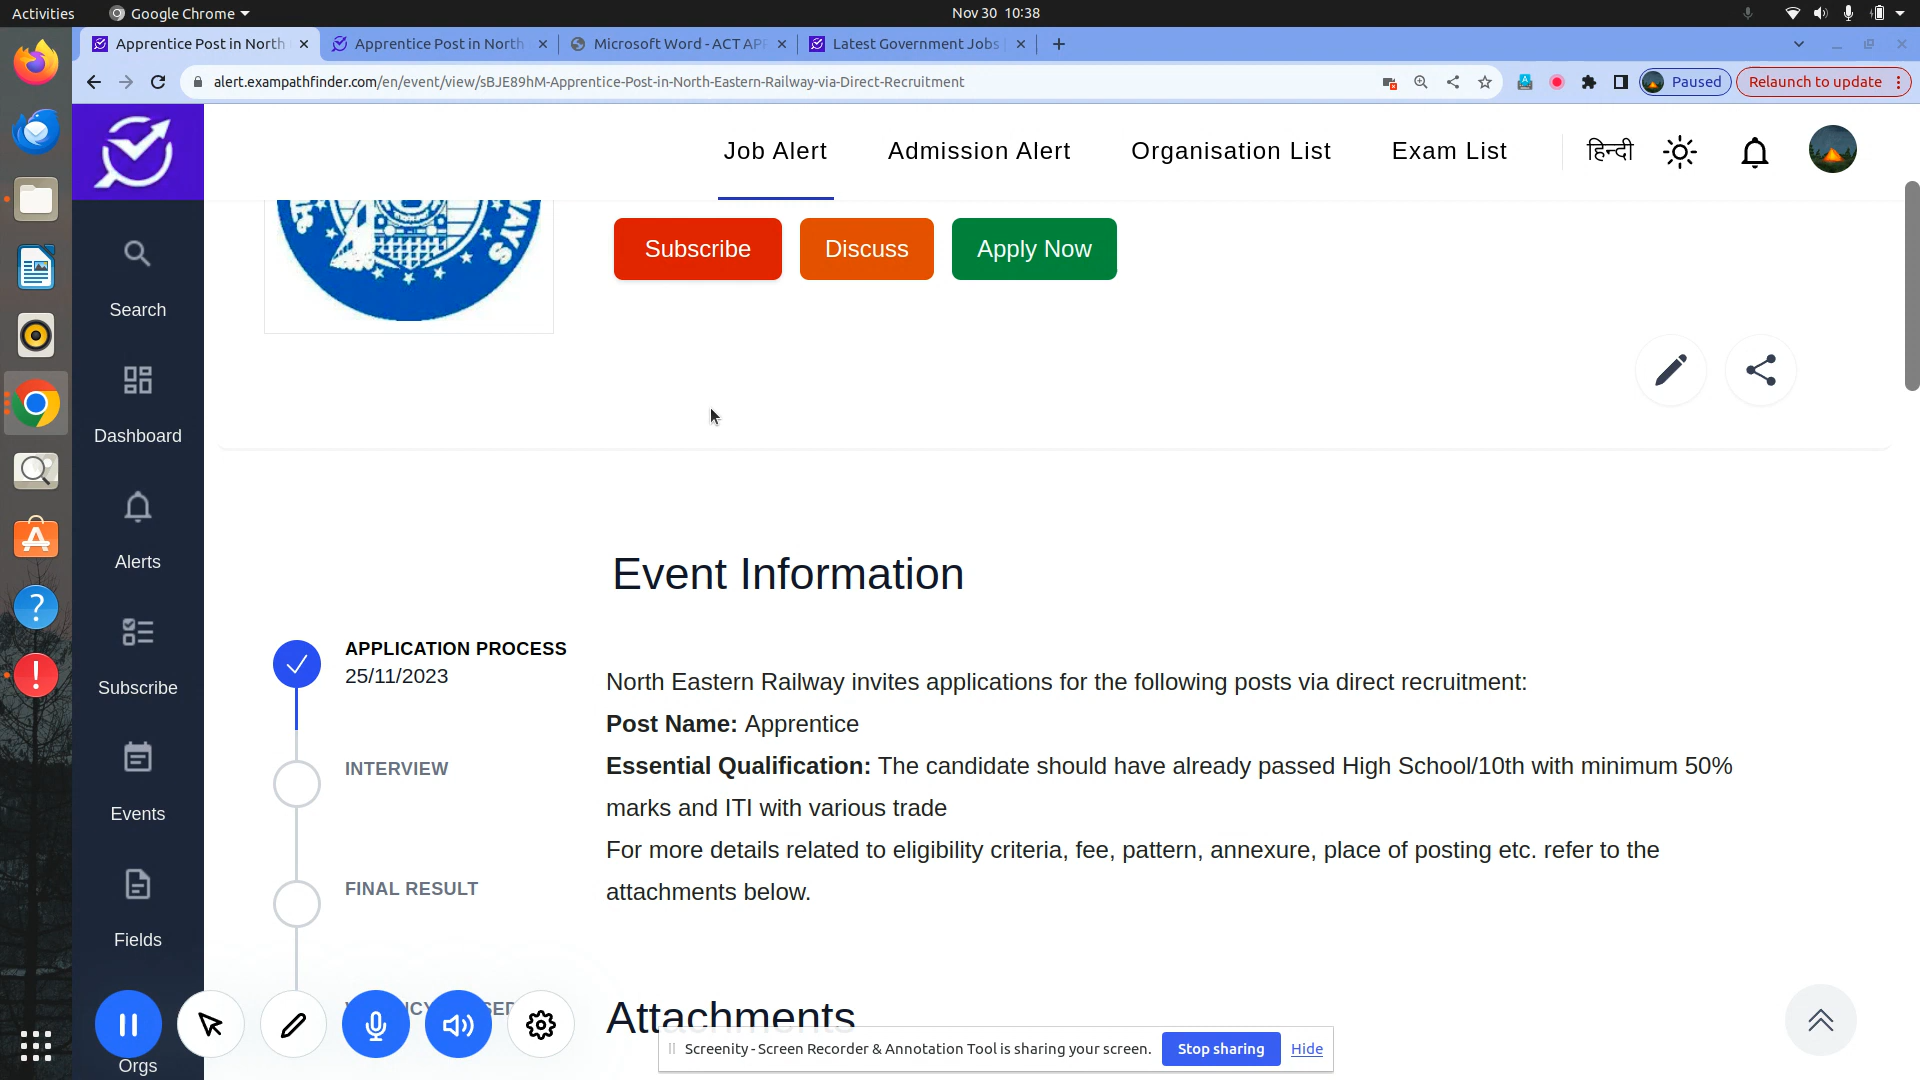 Activities Google Chrome Nov 30 10:38
Apprentice Post in North Apprentice Post in North Microsoft Word - ACT APP Latest Government Jobs
alert.exampathfinder.com/en/event/view/sBJE89hM-Apprentice-Post-in-North-Eastern-Railway-via-Direct-Recruitment Paused Relaunch to update
Job Alert Admission Alert Organisation List Exam List हिन्दी
Subscribe Discuss Apply Now
Search
Dashboard
Alerts
Subscribe
Events
Fields
Orgs
Event Information
APPLICATION PROCESS
25/11/2023
INTERVIEW
FINAL RESULT
North Eastern Railway invites applications for the following posts via direct recruitment:
Post Name: Apprentice
Essential Qualification: The candidate should have already passed High School/10th with minimum 50%
marks and ITI with various trade
For more details related to eligibility criteria, fee, pattern, annexure, place of posting etc. refer to the
attachments below.
Attachments
Screenity - Screen Recorder & Annotation Tool is sharing your screen. Stop sharing Hide